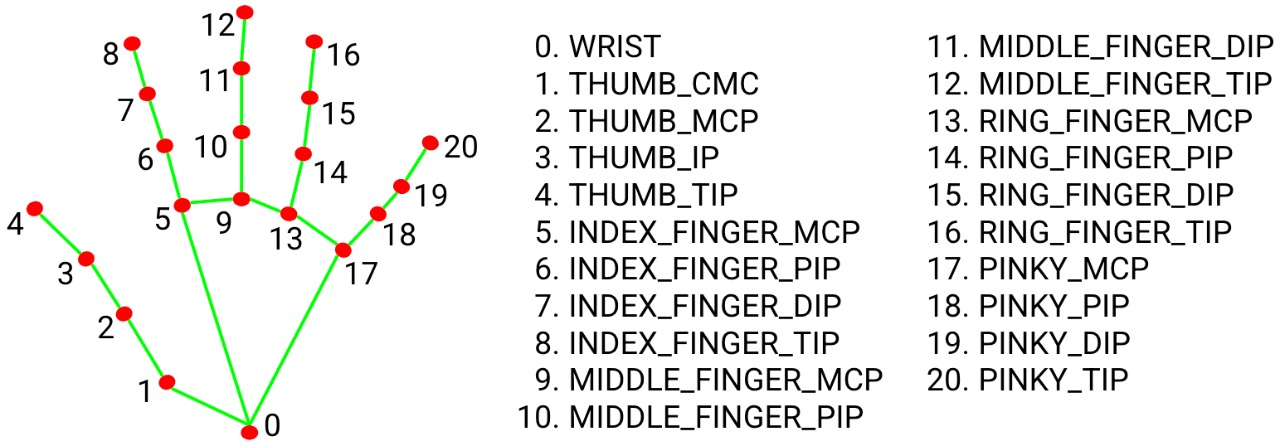 12
8
16
11
7
15
10
6
14
20
19
4
5
9
13
18
3
17
2
1
0
0. WRIST
1. THUMB_CMC
2. THUMB_MCP
3. THUMB_IP
4. THUMB_TIP
5. INDEX_FINGER_MCP
6. INDEX_FINGER_PIP
7. INDEX_FINGER_DIP
8. INDEX_FINGER_TIP
9. MIDDLE_FINGER_MCP
10. MIDDLE_FINGER_PIP
11. MIDDLE_FINGER_DIP
12. MIDDLE_FINGER_TIP
13. RING_FINGER_MCP
14. RING_FINGER_PIP
15. RING_FINGER_DIP
16. RING_FINGER_TIP
17. PINKY_MCP
18. PINKY_PIP
19. PINKY_DIP
20. PINKY_TIP